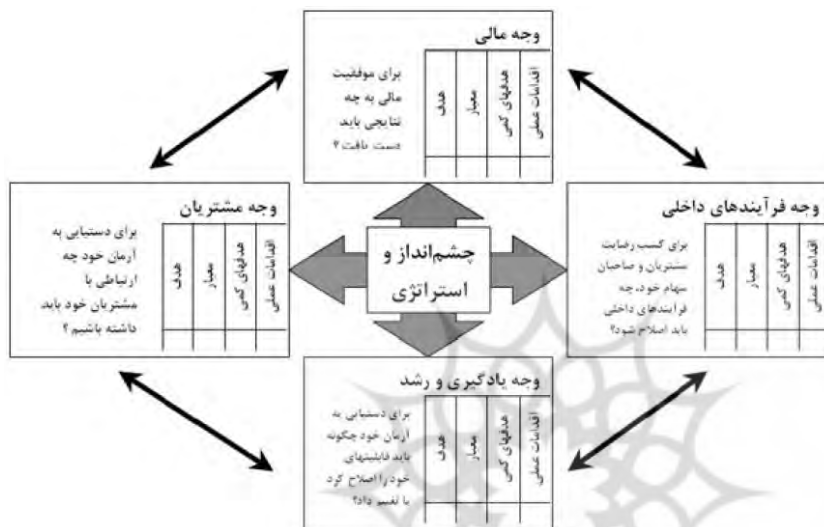 وجه مالی
برای موفقیت
مالی به چه
نتایجی باید
دست یافت؟
هدف
معیار
هدفهای کمی
اقدامات عملی
وجه فرآیندهای داخلی
برای کسب رضایت
مشتریان و صاحبان
سهام خود، چه
فرآیندهای داخلی
باید اصلاح شود؟
هدف
معیار
هدفهای کمی
اقدامات عملی
چشم‌انداز و
استراتژی
وجه مشتریان
برای دستیابی به
آرمان خود چه
ارتباطی با
مشتریان خود باید
داشته باشیم؟
هدف
معیار
هدفهای کمی
اقدامات عملی
وجه یادگیری و رشد
برای دستیابی به
آرمان خود چگونه
باید قابلیتهای
خود را اصلاح کرد
یا تغییر داد؟
هدف
معیار
هدفهای کمی
اقدامات عملی